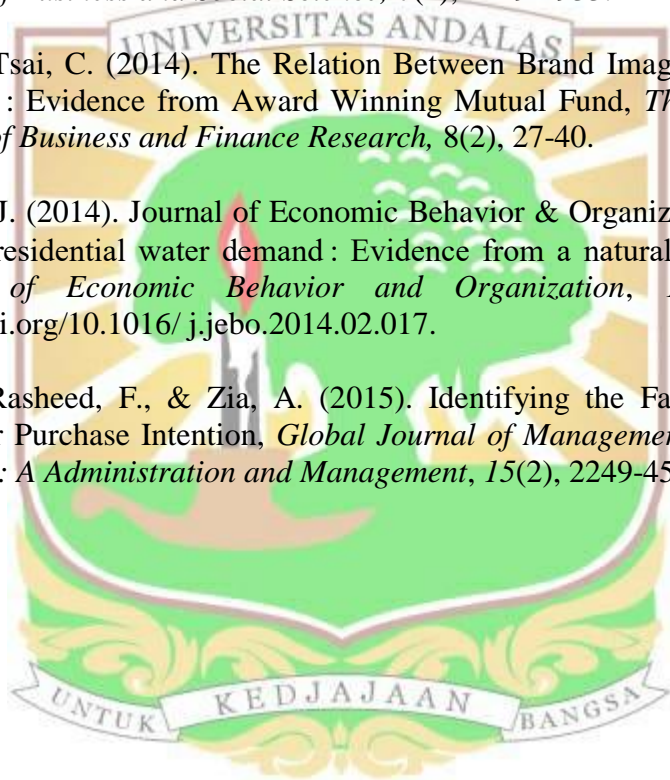 Business and Social Science,
UNIVERSITAS ANDALAS
Tsai, C. (2014). The Relation Between Brand Imag
: Evidence from Award Winning Mutual Fund, Th
of Business and Finance Research, 8(2), 27-40.
J. (2014). Journal of Economic Behavior & Organiz
residential water demand : Evidence from a natural
of Economic Behavior and Organization,
i.org/10.1016/ j.jebo.2014.02.017.
Rasheed, F., & Zia, A. (2015). Identifying the Fa
r Purchase Intention, Global Journal of Managemen
: A Administration and Management, 15(2), 2249-45
UNTUK KEDJAJAAN BANGSA